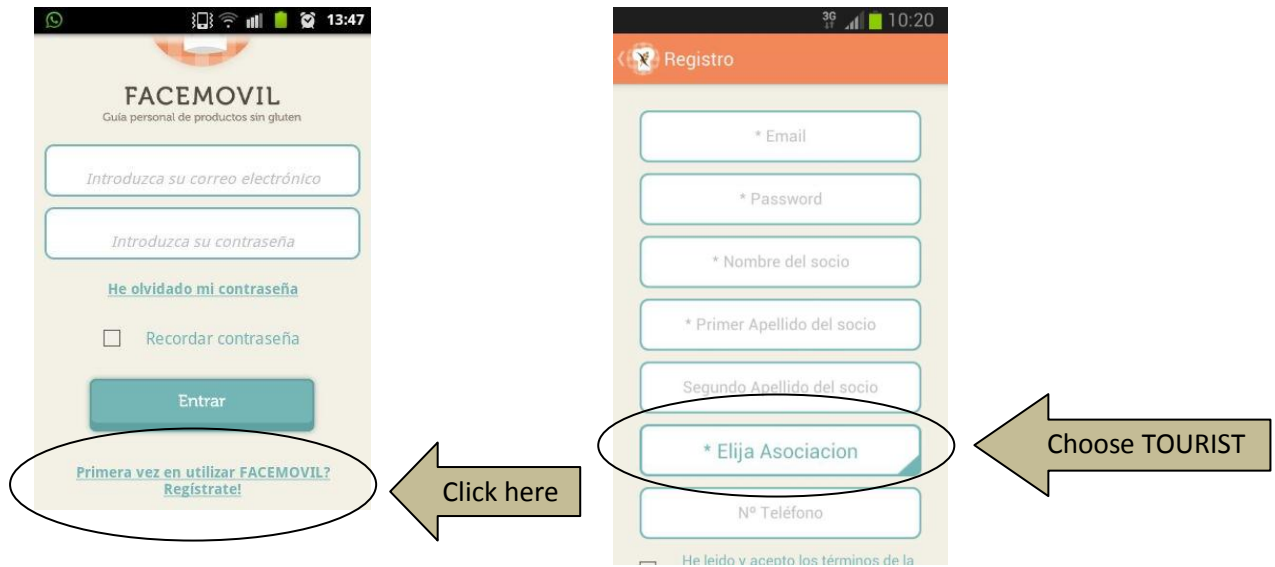 13:47
FACEMOVIL
Guía personal de productos sin gluten
Introduzca su correo electrónico
Introduzca su contraseña
He olvidado mi contraseña
Recordar contraseña
Entrar
Primera vez en utilizar FACEMOVIL?
Regístrate!
Click here
3G 10:20
Registro
* Email
* Password
* Nombre del socio
* Primer Apellido del socio
Segundo Apellido del socio
* Elija Asociacion
Choose TOURIST
Nº Teléfono
He leido y acepto los términos de la